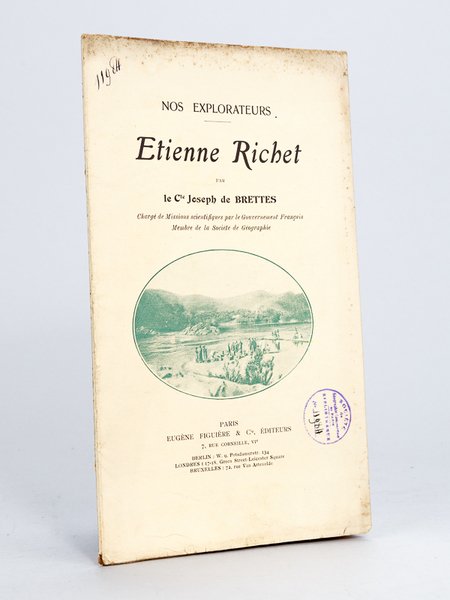 11984
NOS EXPLORATEURS
Etienne Richet
PAR
le Cte Joseph de BRETTES
Chargé de Missions scientifiques par le Gouvernement Français
Membre de la Société de Géographie
PARIS
EUGÈNE FIGUIÈRE & Cie, ÉDITEURS
7, RUE CORNEILLE, VIe
BERLIN : W. 9. Potsdamerstr. 134
LONDRES : 17-18, Green Street-Leicester Square
BRUXELLES : 72, rue Van Artevelde
SOCIÉTÉ